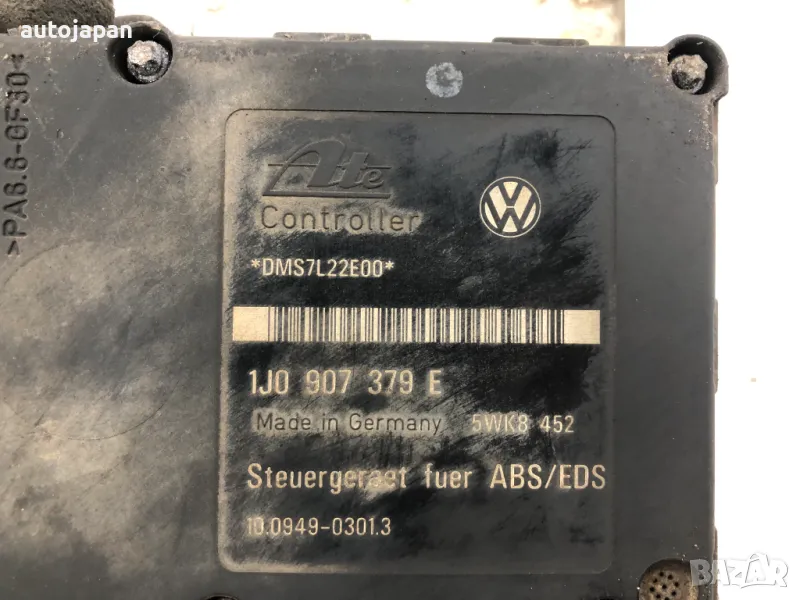 autojapan
>PA6.6-GF30<
Ate
Controller
VW
*DMS7L22E00*
1J0 907 379 E
Made in Germany 5WK8 452
Steuergeraet fuer ABS/EDS
10.0949-0301.3
BAZAR